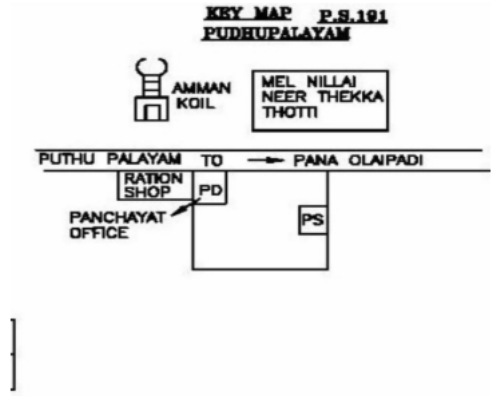 KEY MAP P.S.191
PUDHUPALAYAM
AMMAN
KOIL
MEL NILLAI
NEER THEKKA
THOTTI
PUTHU PALAYAM TO PANA OLAIPADI
RATION
SHOP
PD
PANCHAYAT
OFFICE
PS